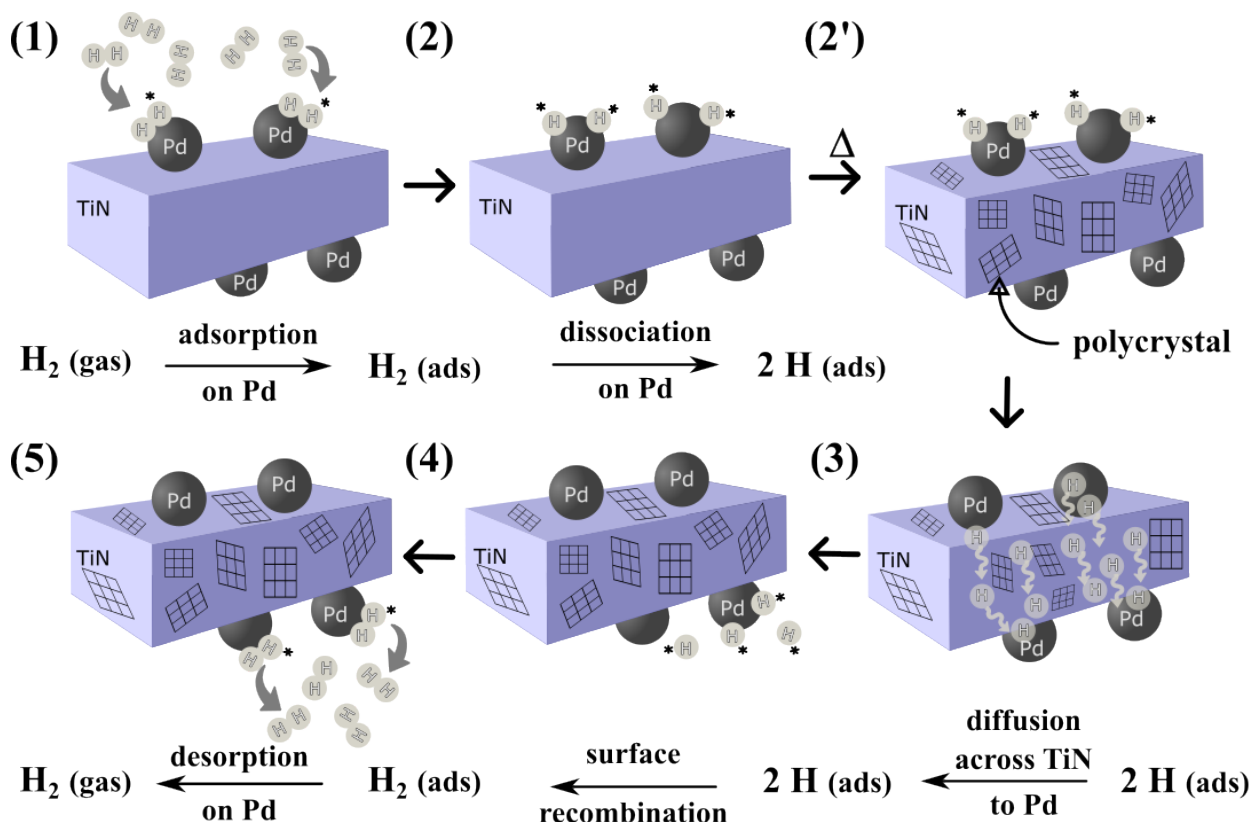 (1)
H H H H H H H H H H
* H H
H H *
Pd
Pd
TiN
Pd
Pd
(2)
* H H *
* H H *
Pd
TiN
Pd
Pd
Δ
(2')
* H H *
* H H *
Pd
TiN
Pd
Pd
polycrystal
H₂ (gas)
adsorption
on Pd
H₂ (ads)
dissociation
2 H (ads)
(5)
Pd
Pd
TiN
Pd
H H *
H H *
H H H H H H H H
(4)
Pd
Pd
TiN
Pd
H *
* H
H *
H *
(3)
Pd
H
H
H
H
H
H
H
H
TiN
H
H
H
H
H
Pd
Pd
H₂ (gas)
desorption
on Pd
H₂ (ads)
surface
recombination
2 H (ads)
diffusion
across TiN
to Pd
2 H (ads)